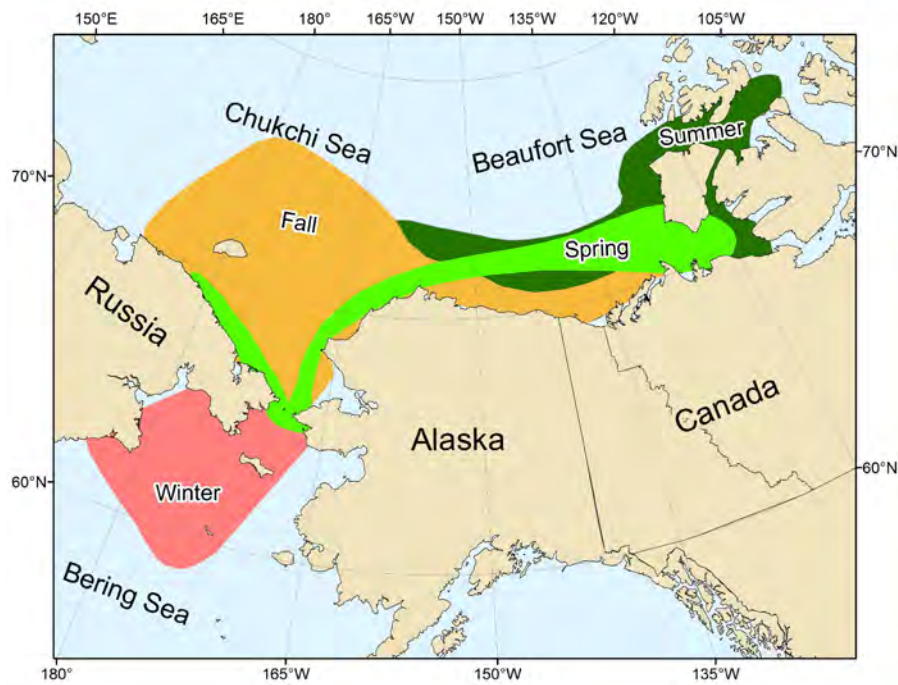 150°E 165°E 180° 165°W 150°W 135°W 120°W 105°W
Chukchi Sea
Beaufort Sea
Summer
70°N
70°N
Fall
Spring
Russia
Canada
Alaska
60°N
60°N
Winter
Bering Sea
180 165°W 150°W 135°W